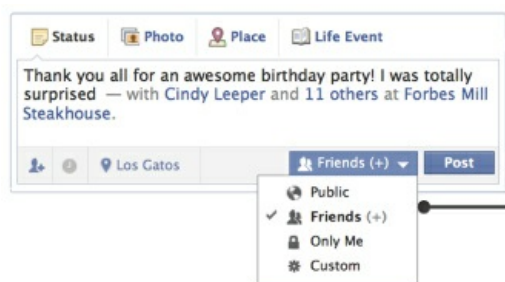 Status Photo Place Life Event
Thank you all for an awesome birthday party! I was totally
surprised — with Cindy Leeper and 11 others at Forbes Mill
Steakhouse.
Los Gatos Friends (+) Post
Public
Friends (+)
Only Me
Custom